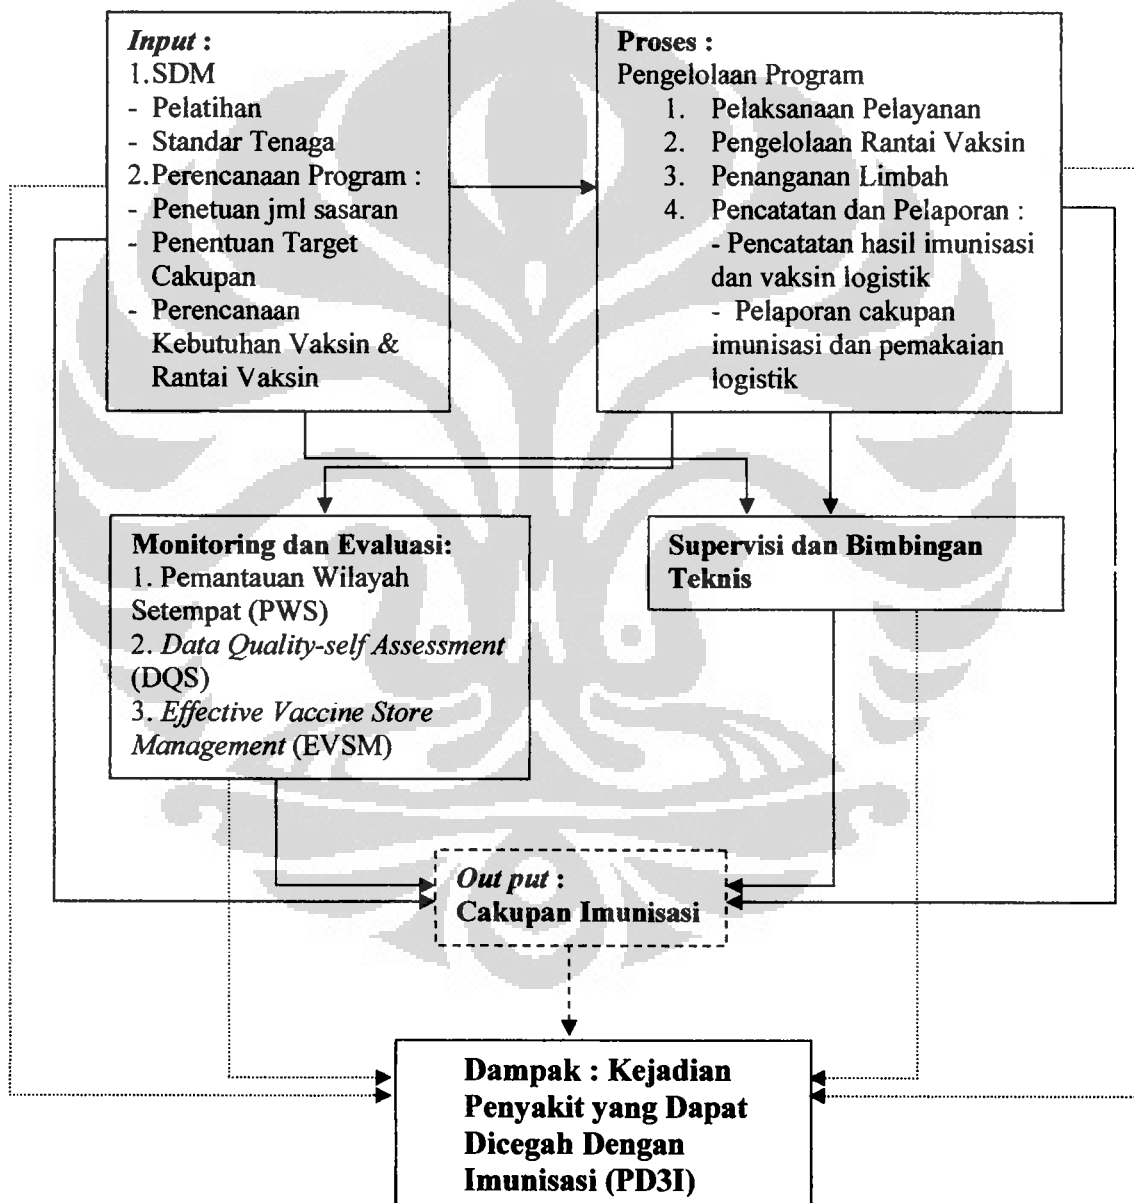 Input :
1.SDM
- Pelatihan
- Standar Tenaga
2.Perencanaan Program :
- Penetuan jml sasaran
- Penentuan Target
Cakupan
- Perencanaan
Kebutuhan Vaksin &
Rantai Vaksin
Proses :
Pengelolaan Program
1. Pelaksanaan Pelayanan
2. Pengelolaan Rantai Vaksin
3. Penanganan Limbah
4. Pencatatan dan Pelaporan :
- Pencatatan hasil imunisasi
dan vaksin logistik
- Pelaporan cakupan
imunisasi dan pemakaian
logistik
Monitoring dan Evaluasi:
1. Pemantauan Wilayah
Setempat (PWS)
2. Data Quality-self Assessment
(DQS)
3. Effective Vaccine Store
Management (EVSM)
Supervisi dan Bimbingan
Teknis
Out put :
Cakupan Imunisasi
Dampak : Kejadian
Penyakit yang Dapat
Dicegah Dengan
Imunisasi (PD3I)